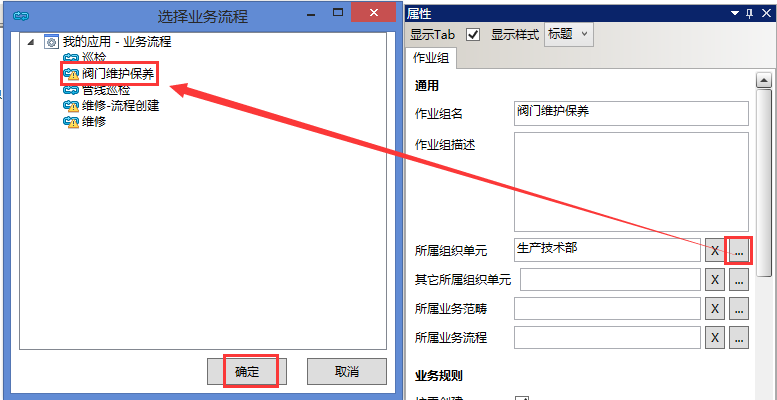 选择业务流程
我的应用 - 业务流程
巡检
阀门维护保养
管线巡检
维修-流程创建
维修
确定
取消
属性
显示Tab
显示样式
标题
作业组
通用
作业组名
阀门维护保养
作业组描述
所属组织单元
生产技术部
X
...
其它所属组织单元
X
...
所属业务范畴
X
...
所属业务流程
X
...
业务规则